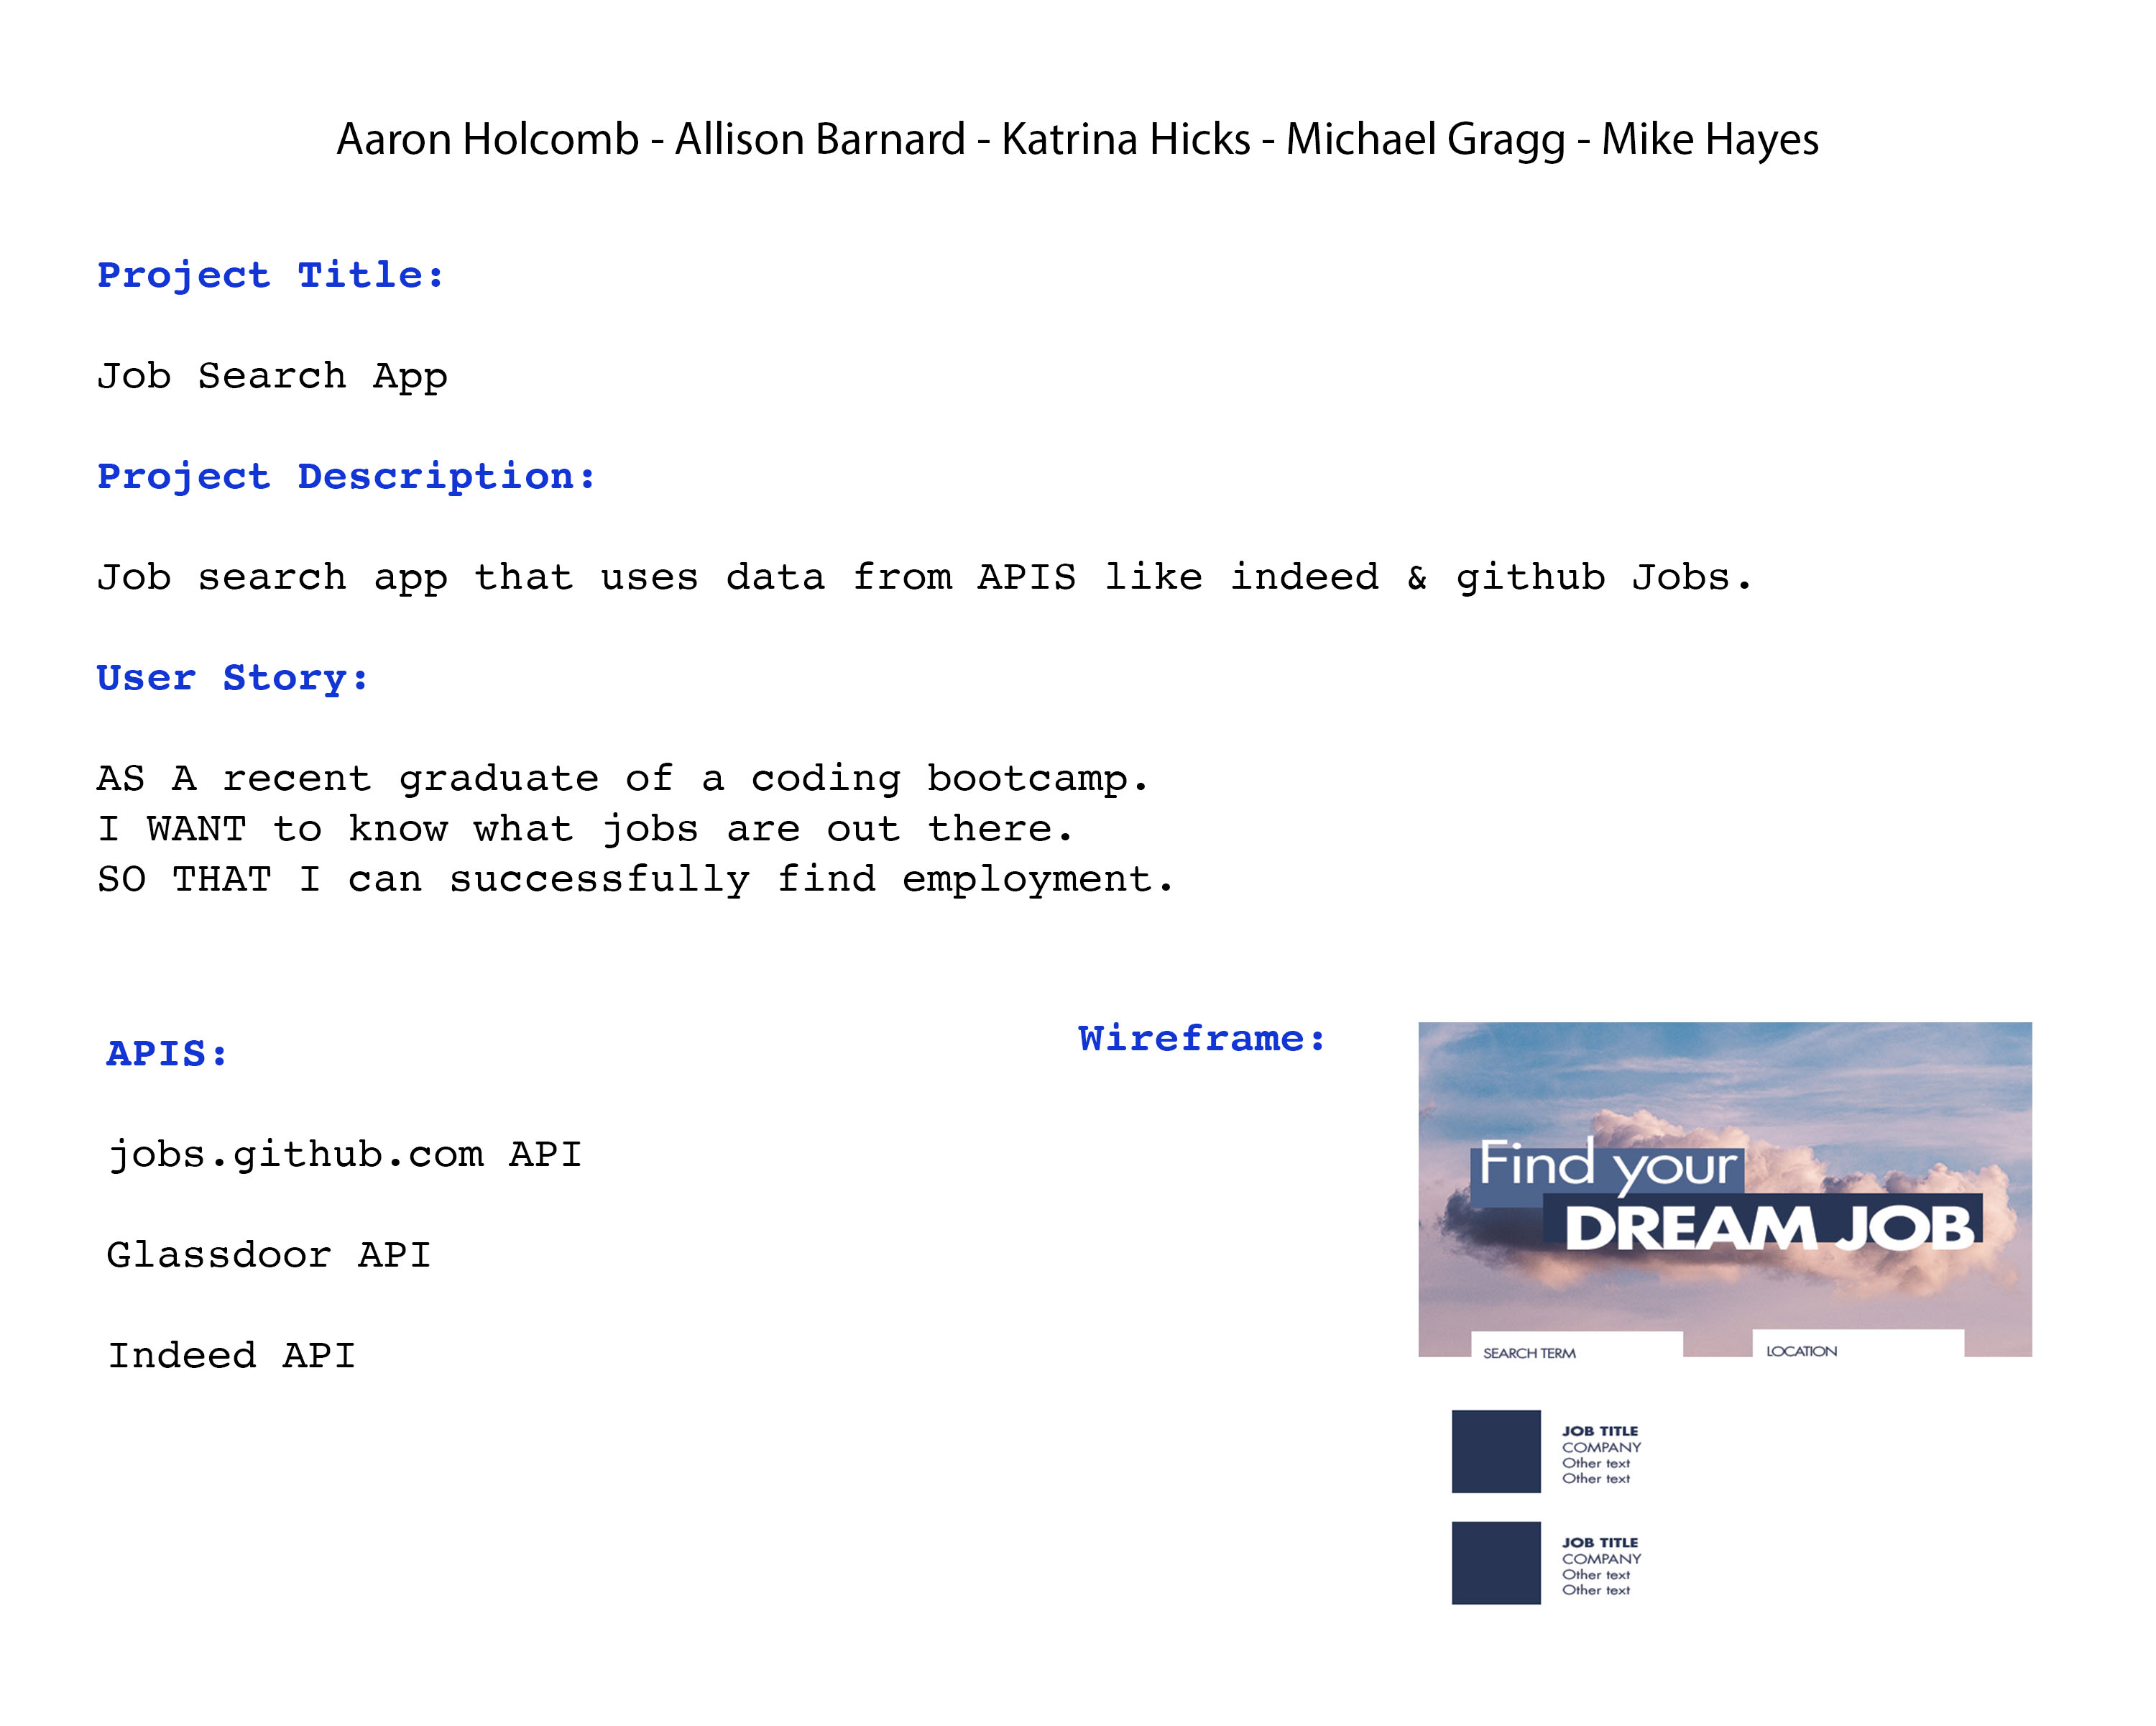 Aaron Holcomb - Allison Barnard - Katrina Hicks - Michael Gragg - Mike Hayes
Project Title:
Job Search App
Project Description:
Job search app that uses data from APIS like indeed & github Jobs.
User Story:
AS A recent graduate of a coding bootcamp.
I WANT to know what jobs are out there.
SO THAT I can successfully find employment.
APIS:
jobs.github.com API
Glassdoor API
Indeed API
Wireframe:
Find your
DREAM JOB
SEARCH TERM
LOCATION
JOB TITLE
COMPANY
Other text
Other text
JOB TITLE
COMPANY
Other text
Other text